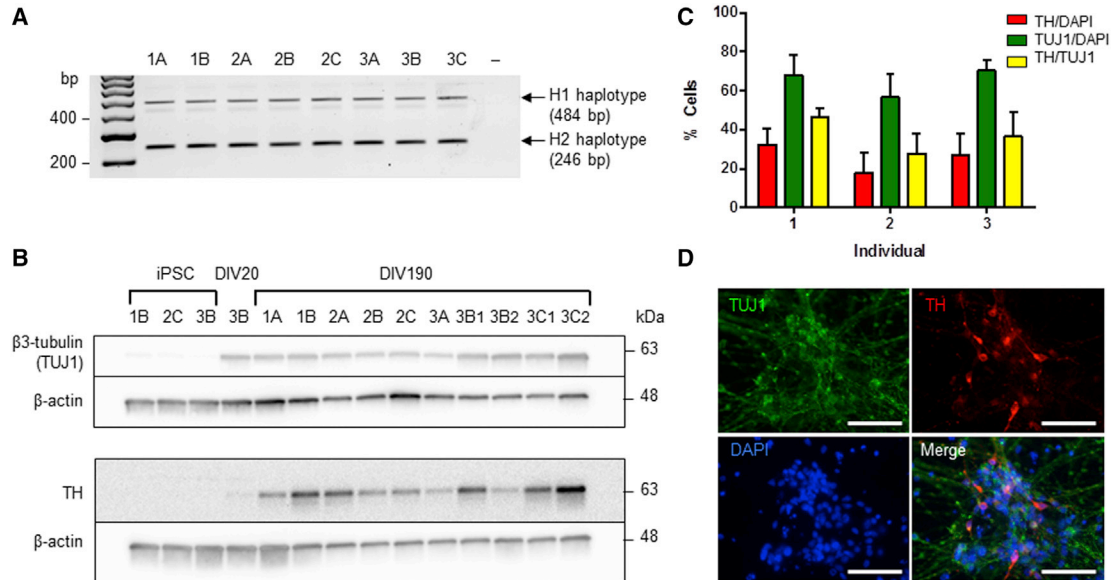 A
bp
1A 1B 2A 2B 2C 3A 3B 3C –
400
200
H1 haplotype
(484 bp)
H2 haplotype
(246 bp)
B
iPSC DIV20 DIV190
1B 2C 3B 3B 1A 1B 2A 2B 2C 3A 3B1 3B2 3C1 3C2 kDa
β3-tubulin
(TUJ1)
63
β-actin
48
TH
63
β-actin
48
C
100
80
60
40
20
0
% Cells
1 2 3
Individual
TH/DAPI
TUJ1/DAPI
TH/TUJ1
D
TUJ1
TH
DAPI
Merge